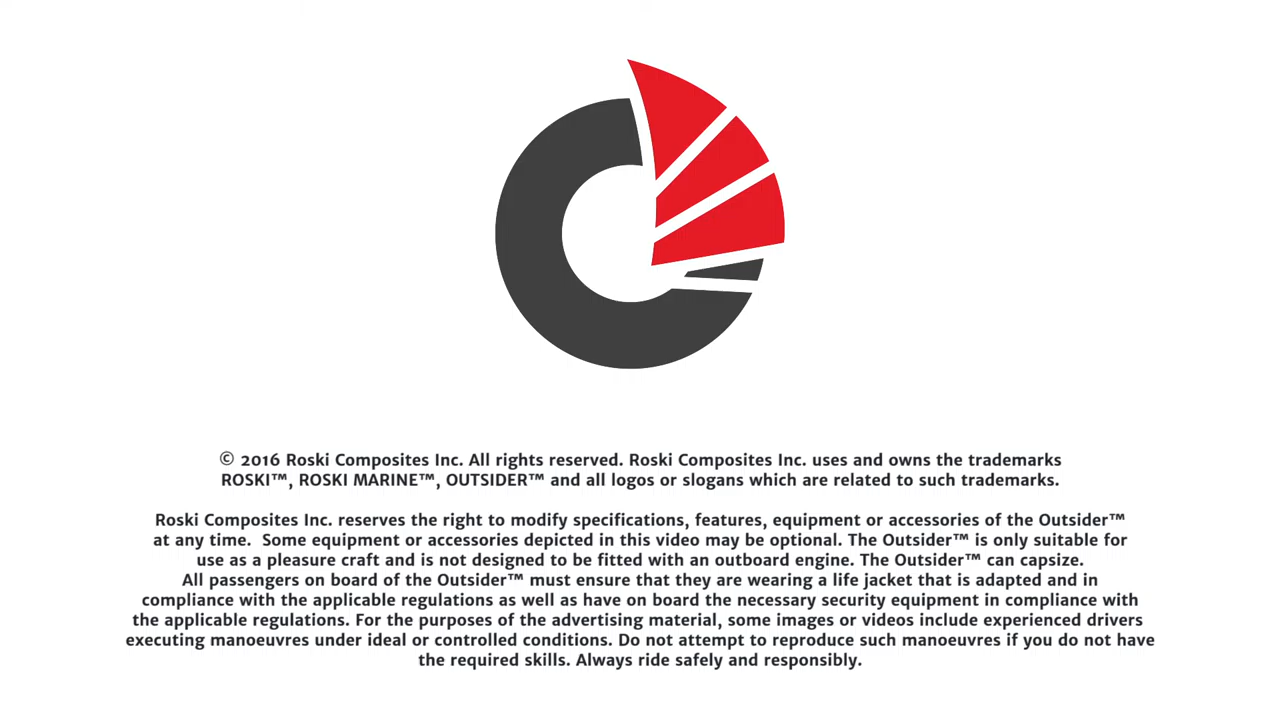 © 2016 Roski Composites Inc. All rights reserved. Roski Composites Inc. uses and owns the trademarks
ROSKI™, ROSKI MARINE™, OUTSIDER™ and all logos or slogans which are related to such trademarks.
Roski Composites Inc. reserves the right to modify specifications, features, equipment or accessories of the Outsider™
at any time. Some equipment or accessories depicted in this video may be optional. The Outsider™ is only suitable for
use as a pleasure craft and is not designed to be fitted with an outboard engine. The Outsider™ can capsize.
All passengers on board of the Outsider™ must ensure that they are wearing a life jacket that is adapted and in
compliance with the applicable regulations as well as have on board the necessary security equipment in compliance with
the applicable regulations. For the purposes of the advertising material, some images or videos include experienced drivers
executing manoeuvres under ideal or controlled conditions. Do not attempt to reproduce such manoeuvres if you do not have
the required skills. Always ride safely and responsibly.